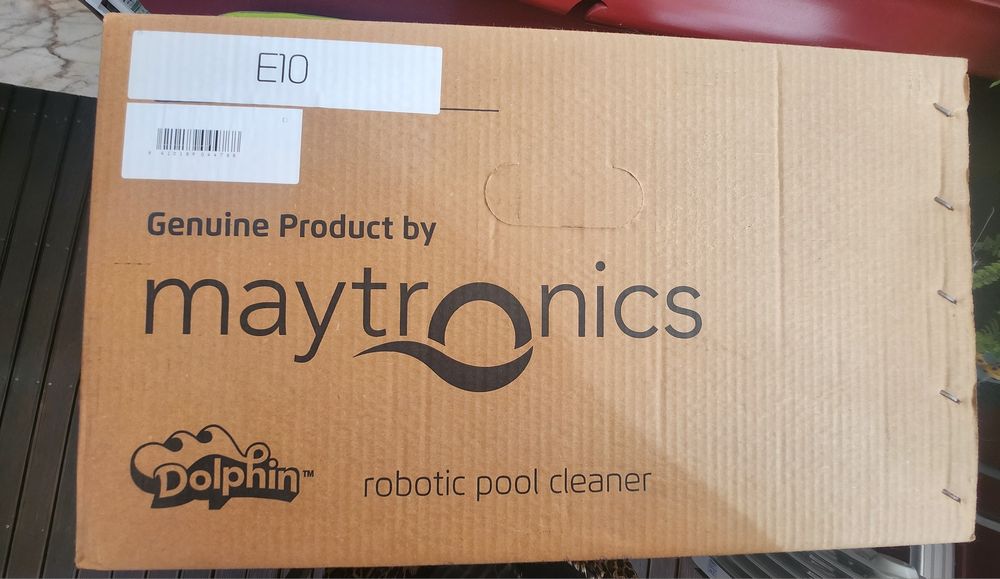 E10
Genuine Product by
maytronics
Dolphin™
robotic pool cleaner